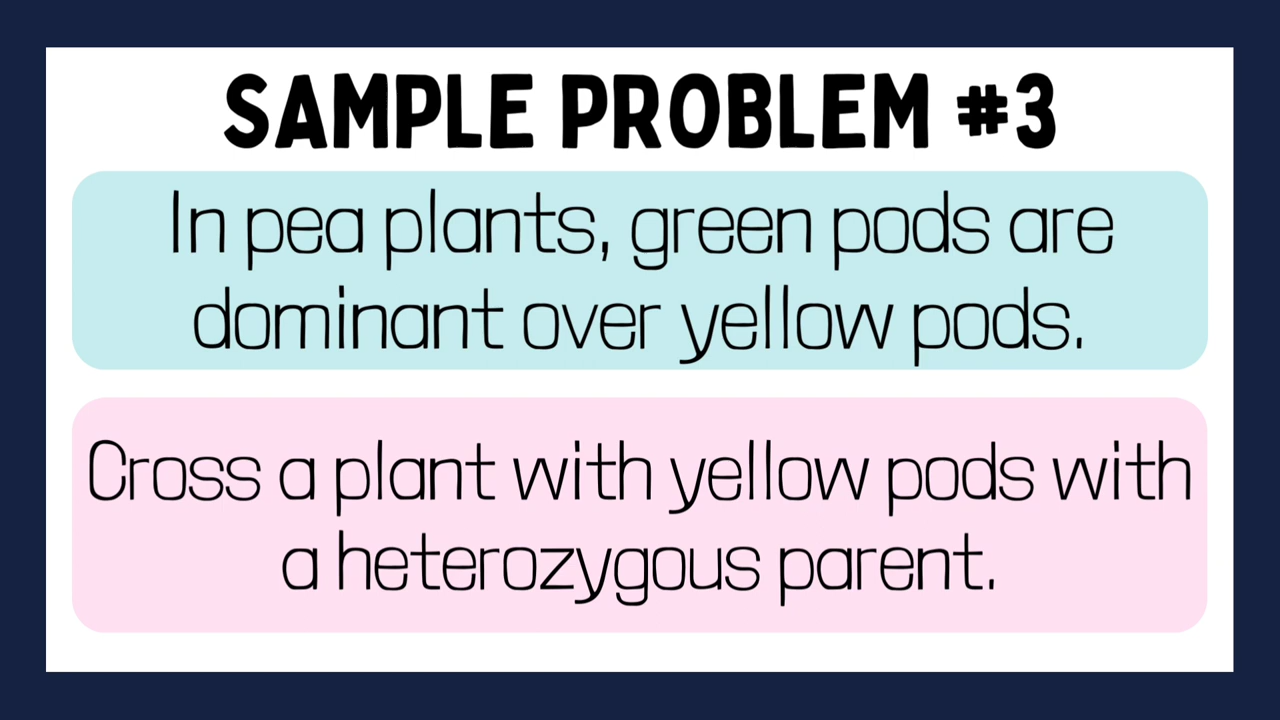 SAMPLE PROBLEM #3
In pea plants, green pods are
dominant over yellow pods.
Cross a plant with yellow pods with
a heterozygous parent.